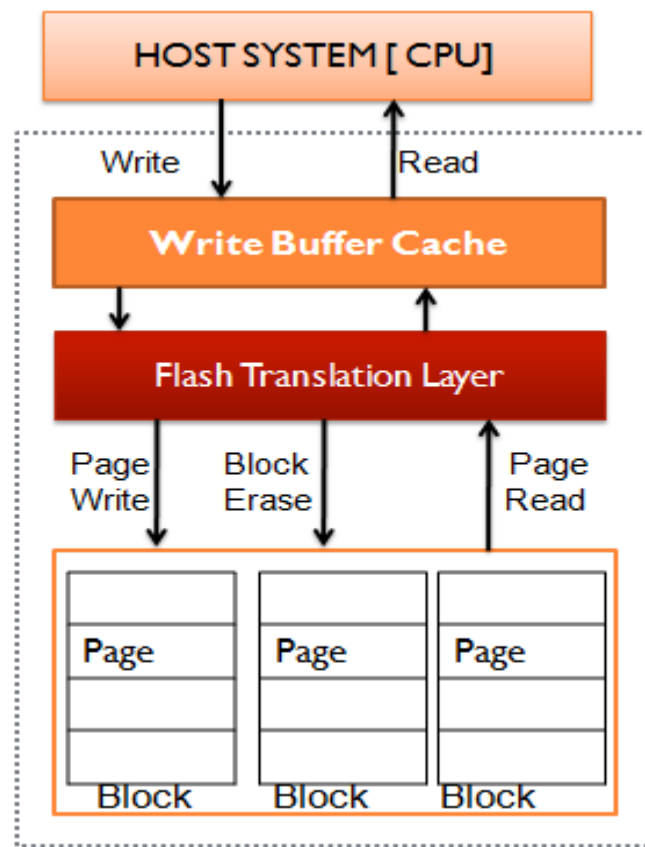 HOST SYSTEM [ CPU]
Write
Read
Write Buffer Cache
Flash Translation Layer
Page
Write
Block
Erase
Page
Read
Page
Page
Page
Block
Block
Block